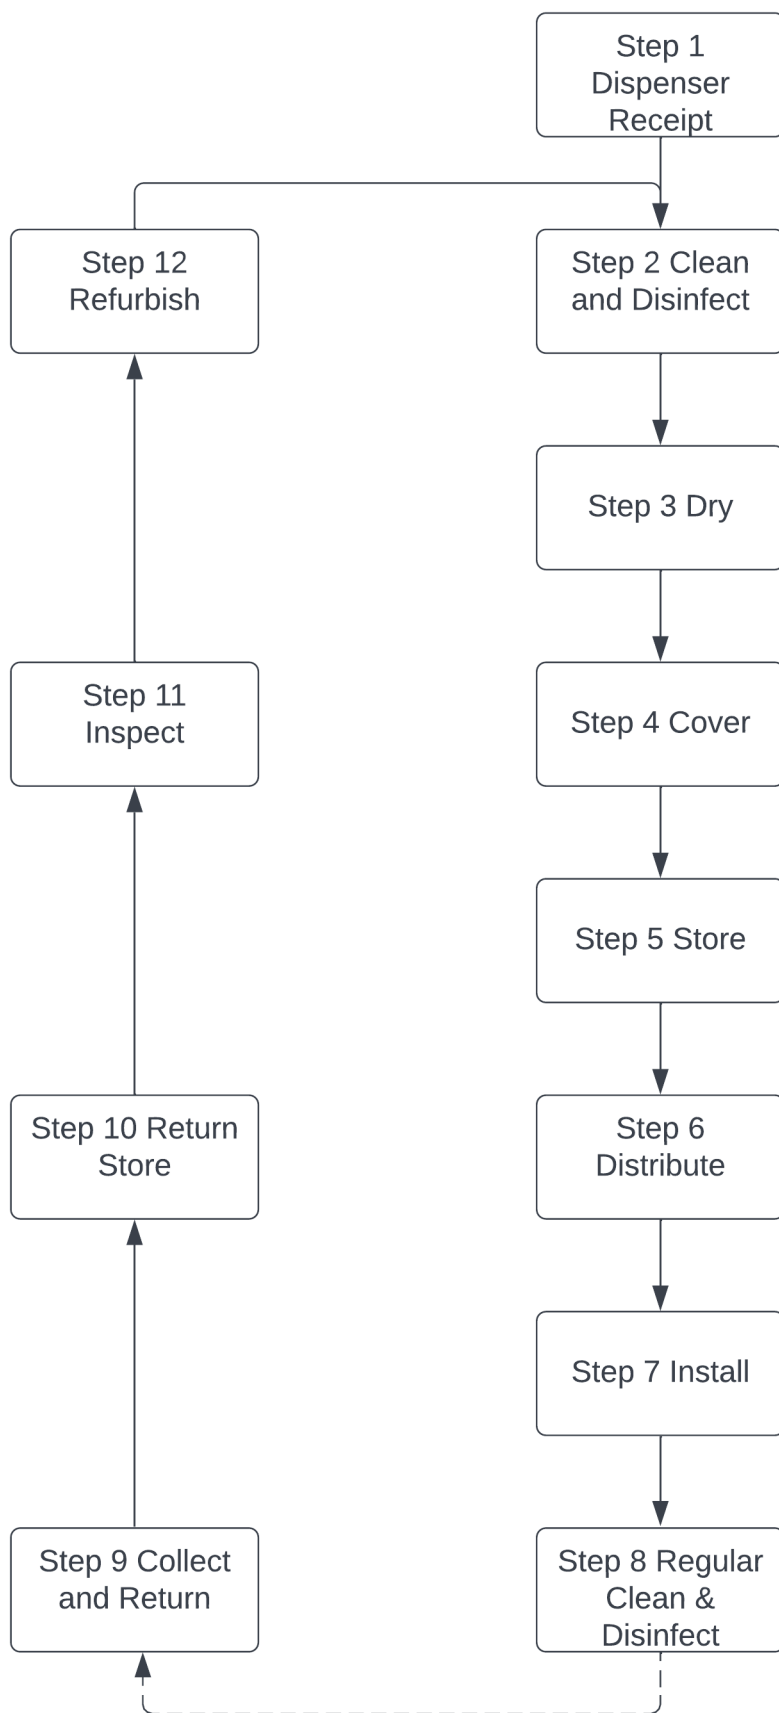 Step 1
Dispenser
Receipt
Step 12
Refurbish
Step 2 Clean
and Disinfect
Step 3 Dry
Step 11
Inspect
Step 4 Cover
Step 5 Store
Step 10 Return
Store
Step 6
Distribute
Step 7 Install
Step 9 Collect
and Return
Step 8 Regular
Clean &
Disinfect